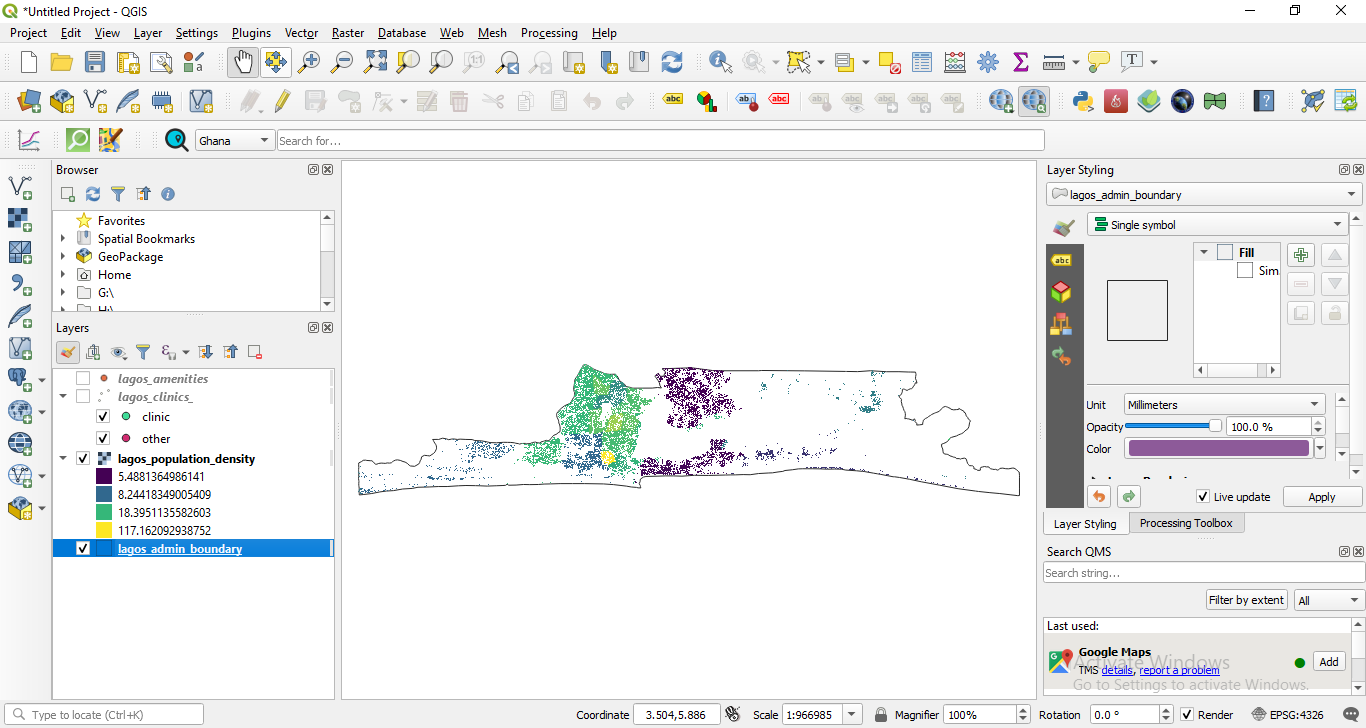 *Untitled Project - QGIS
Project Edit View Layer Settings Plugins Vector Raster Database Web Mesh Processing Help
Ghana Search for...
Browser
Favorites
Spatial Bookmarks
GeoPackage
Home
G:\
H:\
Layers
lagos_amenities
lagos_clinics_
clinic
other
lagos_population_density
5.4881364986141
8.24418349005409
18.3951135582603
117.162092938752
lagos_admin_boundary
Layer Styling
lagos_admin_boundary
Single symbol
abc
Fill
Sim
Unit Millimeters
Opacity 100.0 %
Color
Live update Apply
Layer Styling Processing Toolbox
Search QMS
Search string...
Filter by extent All
Last used:
Google Maps
TMS details, report a problem
Add
Activate Windows
Go to Settings to activate Windows.
Type to locate (Ctrl+K) Coordinate 3.504,5.886 Scale 1:966985 Magnifier 100% Rotation 0.0 ° Render EPSG:4326